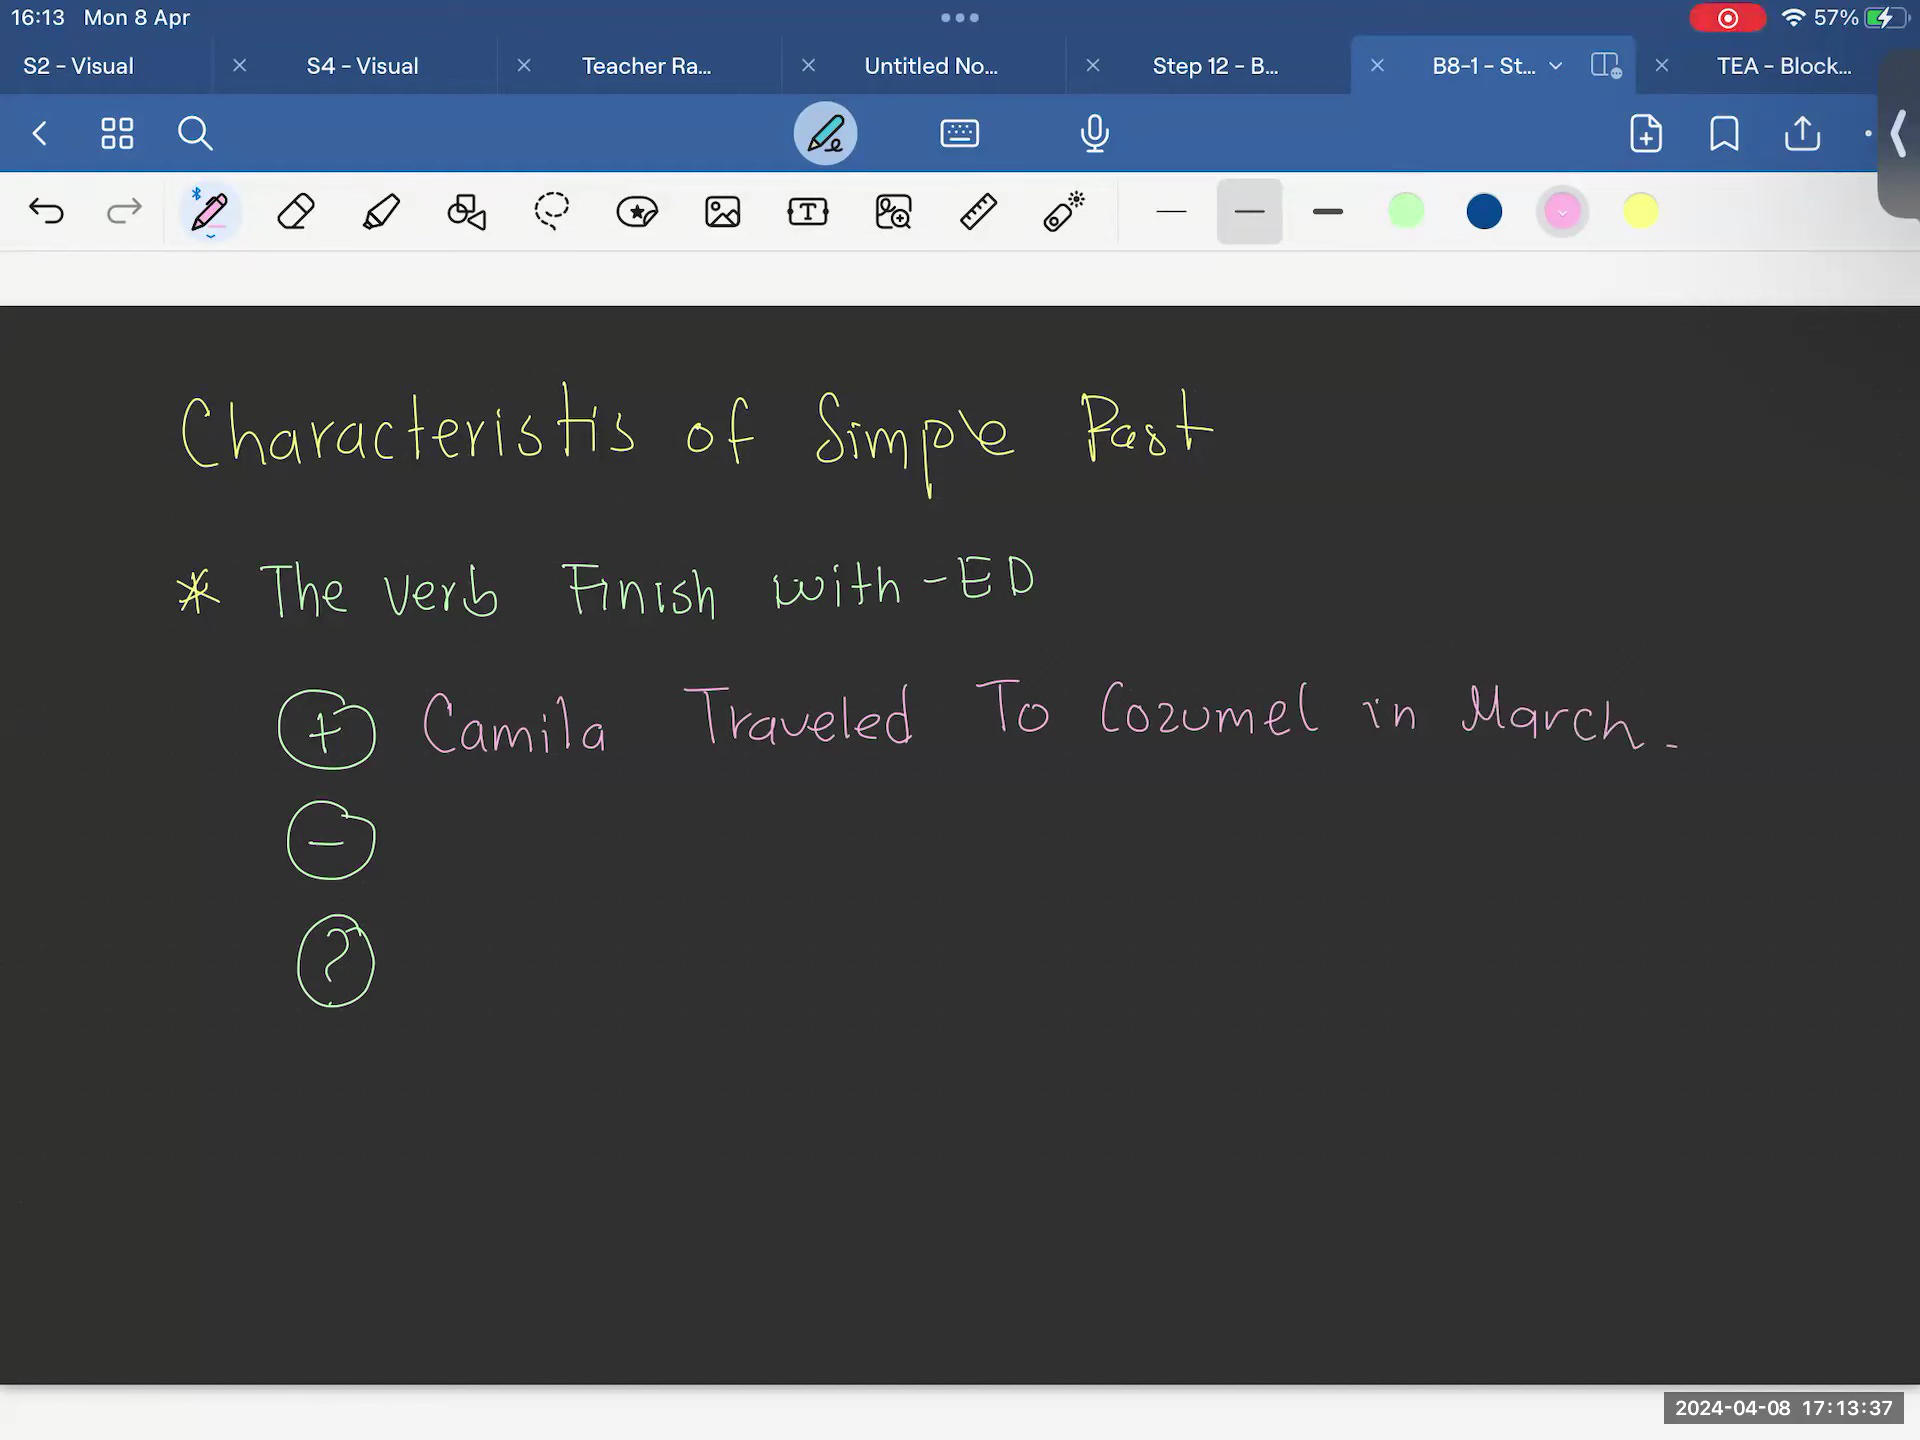 16:13 Mon 8 Apr
57%
S2 - Visual
S4 - Visual
Teacher Ra...
Untitled No...
Step 12 - B...
B8-1 - St...
TEA - Block...
Characteristis of Simple Past
* The verb Finish with -ED
+ Camila Traveled To Cozumel in March.
-
?
2024-04-08 17:13:37